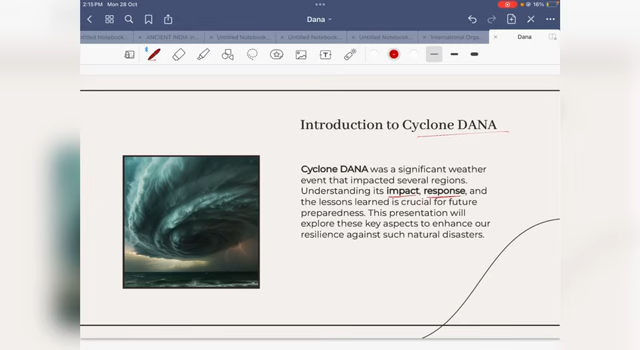 2:15 PM Mon 28 Oct
16%
Dana
Untitled Notebook...
ANCIENT INDIA in...
Untitled Notebook...
Untitled Notebook...
Untitled Notebook...
International Orga...
Dana
Introduction to Cyclone DANA
Cyclone DANA was a significant weather
event that impacted several regions.
Understanding its impact, response, and
the lessons learned is crucial for future
preparedness. This presentation will
explore these key aspects to enhance our
resilience against such natural disasters.